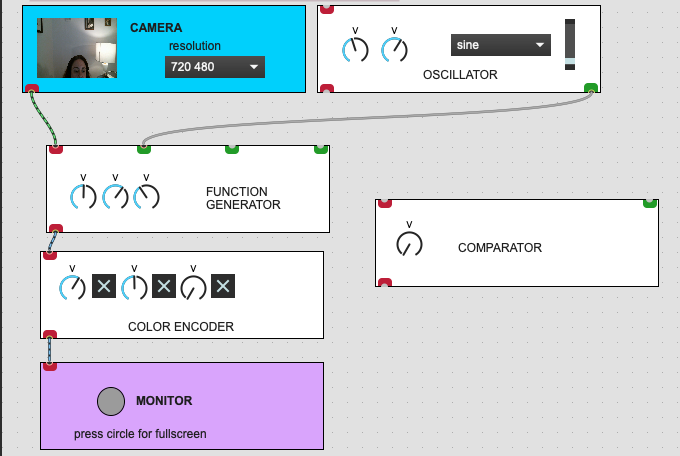 CAMERA
resolution
720 480
V
V
sine
OSCILLATOR
V
V
V
FUNCTION
GENERATOR
V
COMPARATOR
V
V
V
COLOR ENCODER
MONITOR
press circle for fullscreen